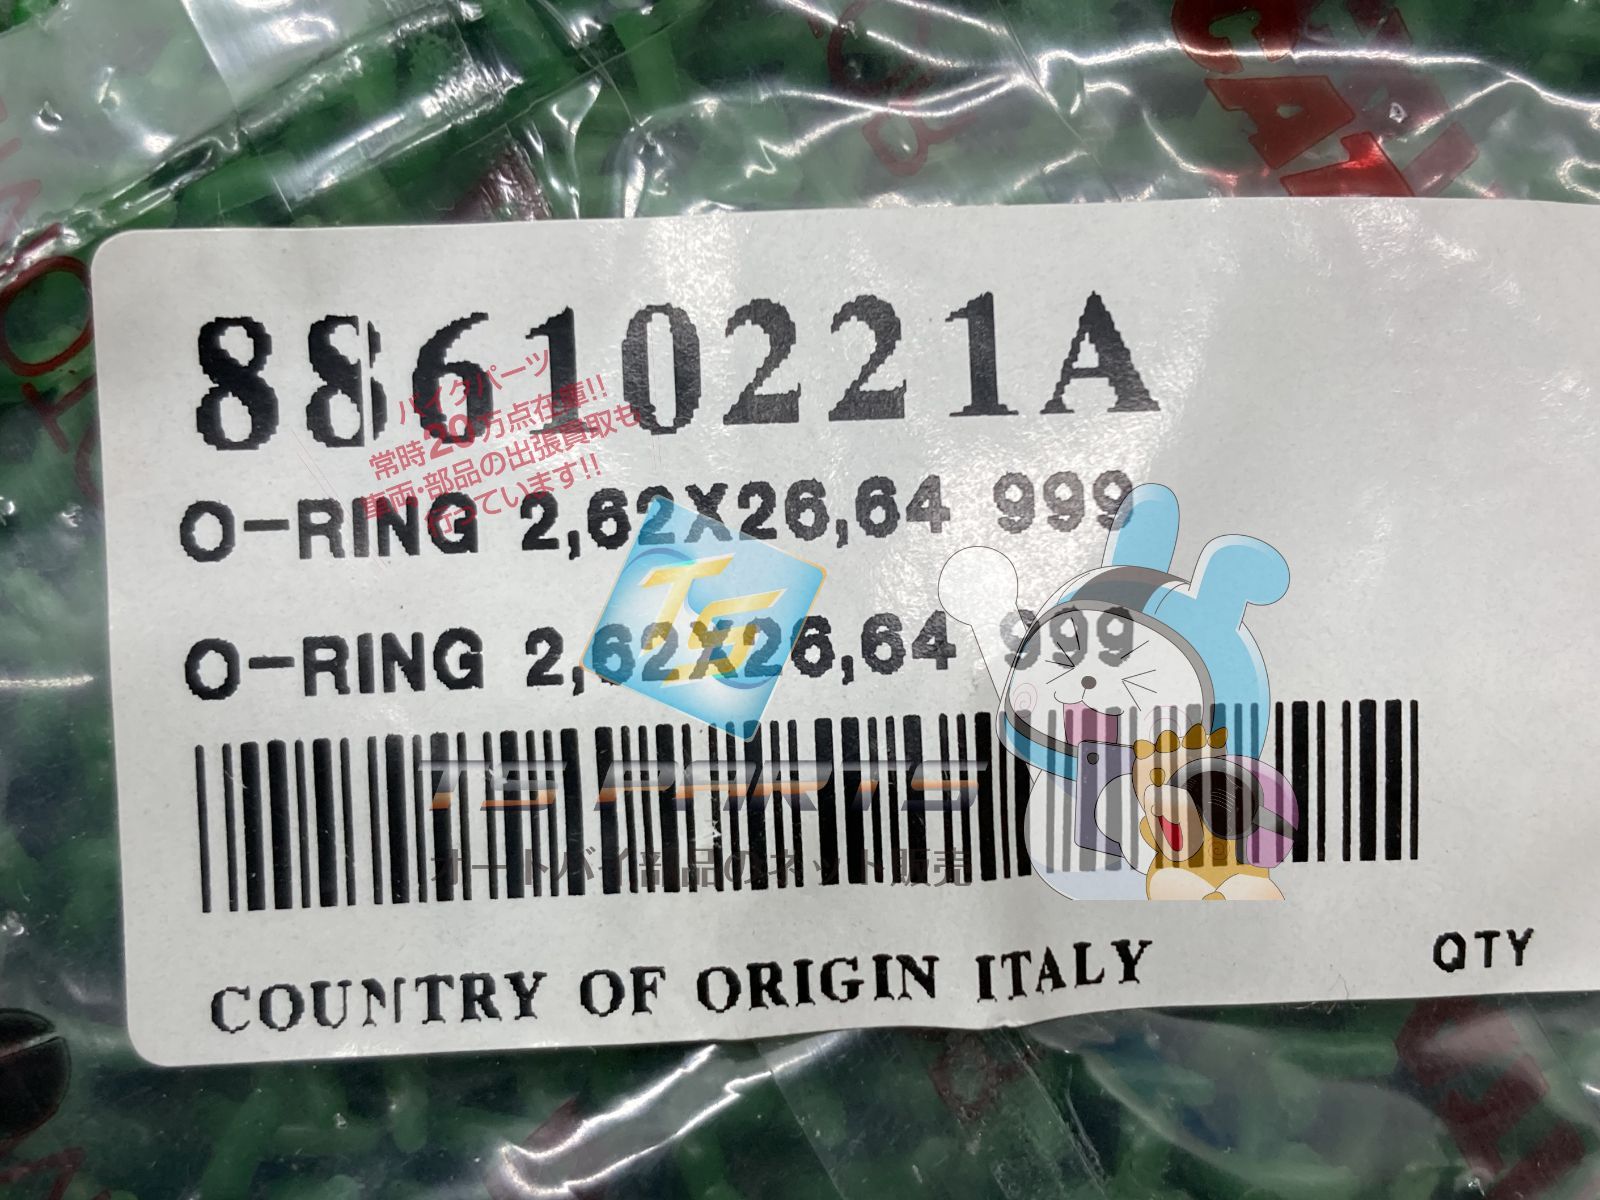 88610221A
バイクパーツ
常時20万点在庫!!
車両・部品の出張買取も
行っています!!
O-RING 2,62X26,64 999
TS
O-RING 2,62X26,64 999
TS PARTS
オートバイ部品のネット販売
COUNTRY OF ORIGIN ITALY
QTY